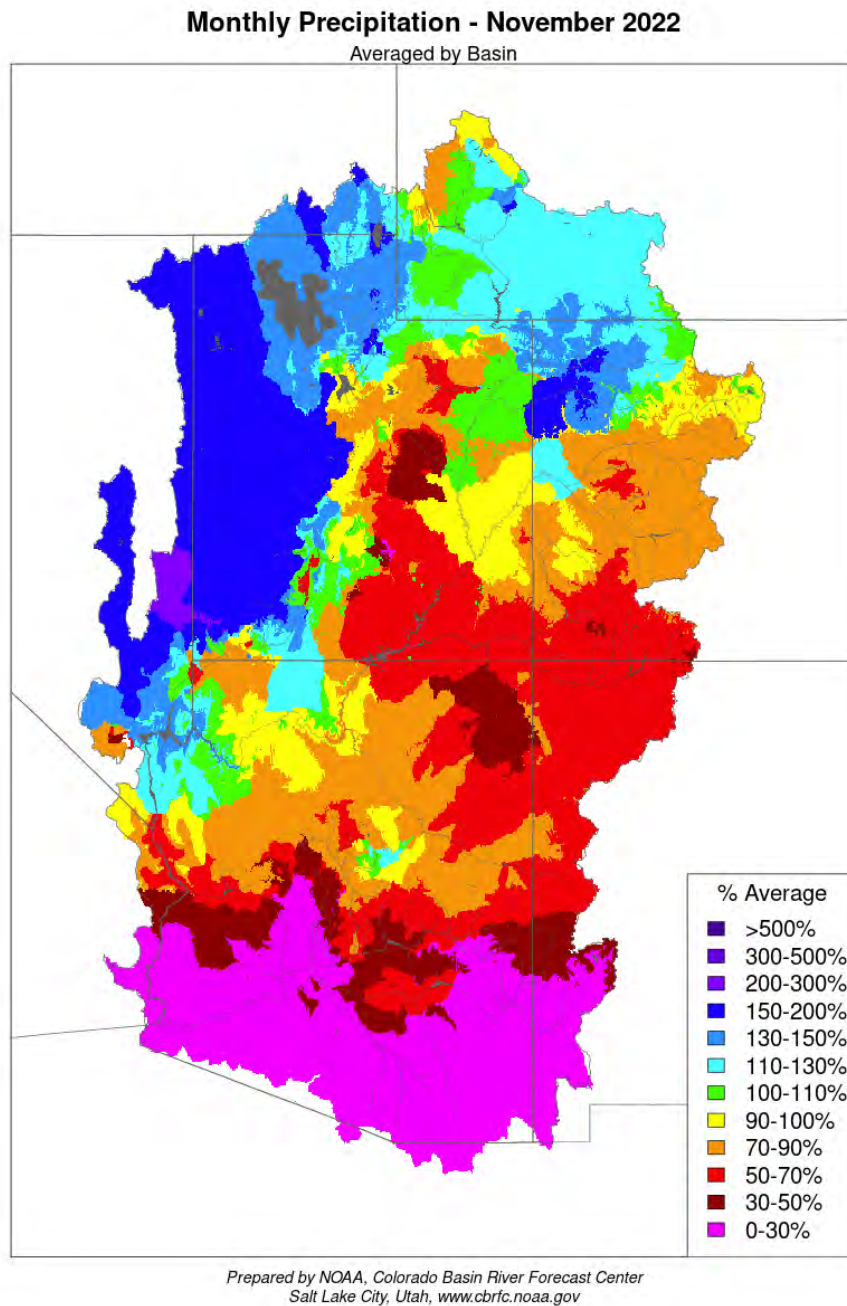 Monthly Precipitation - November 2022
Averaged by Basin
% Average
>500%
300-500%
200-300%
150-200%
130-150%
110-130%
100-110%
90-100%
70-90%
50-70%
30-50%
0-30%
Prepared by NOAA, Colorado Basin River Forecast Center
Salt Lake City, Utah, www.cbrfc.noaa.gov